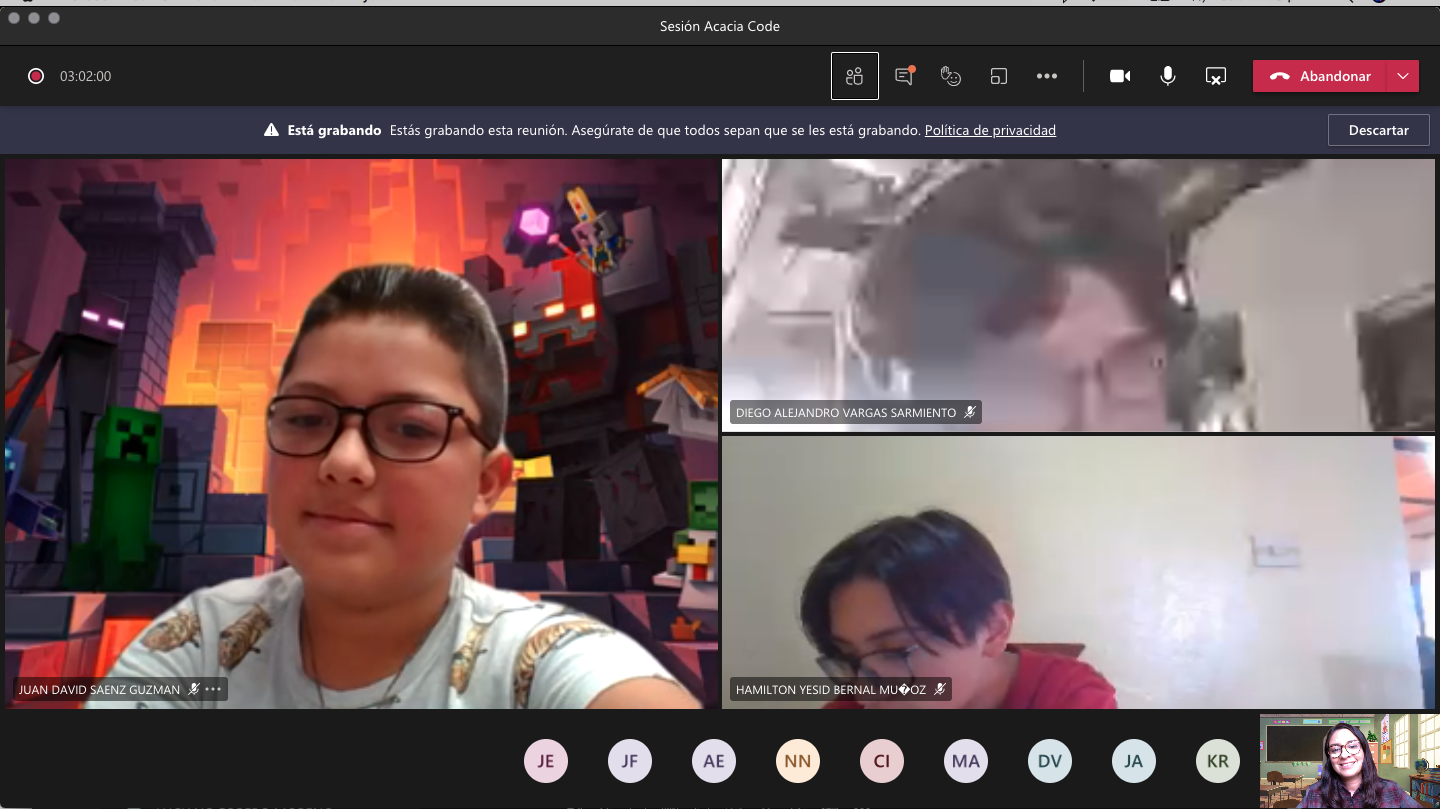 Sesión Acacia Code
03:02:00
Abandonar
Está grabando Estás grabando esta reunión. Asegúrate de que todos sepan que se les está grabando. Política de privacidad
Descartar
DIEGO ALEJANDRO VARGAS SARMIENTO
JUAN DAVID SAENZ GUZMAN
HAMILTON YESID BERNAL MU�OZ
JE JF AE NN CI MA DV JA KR